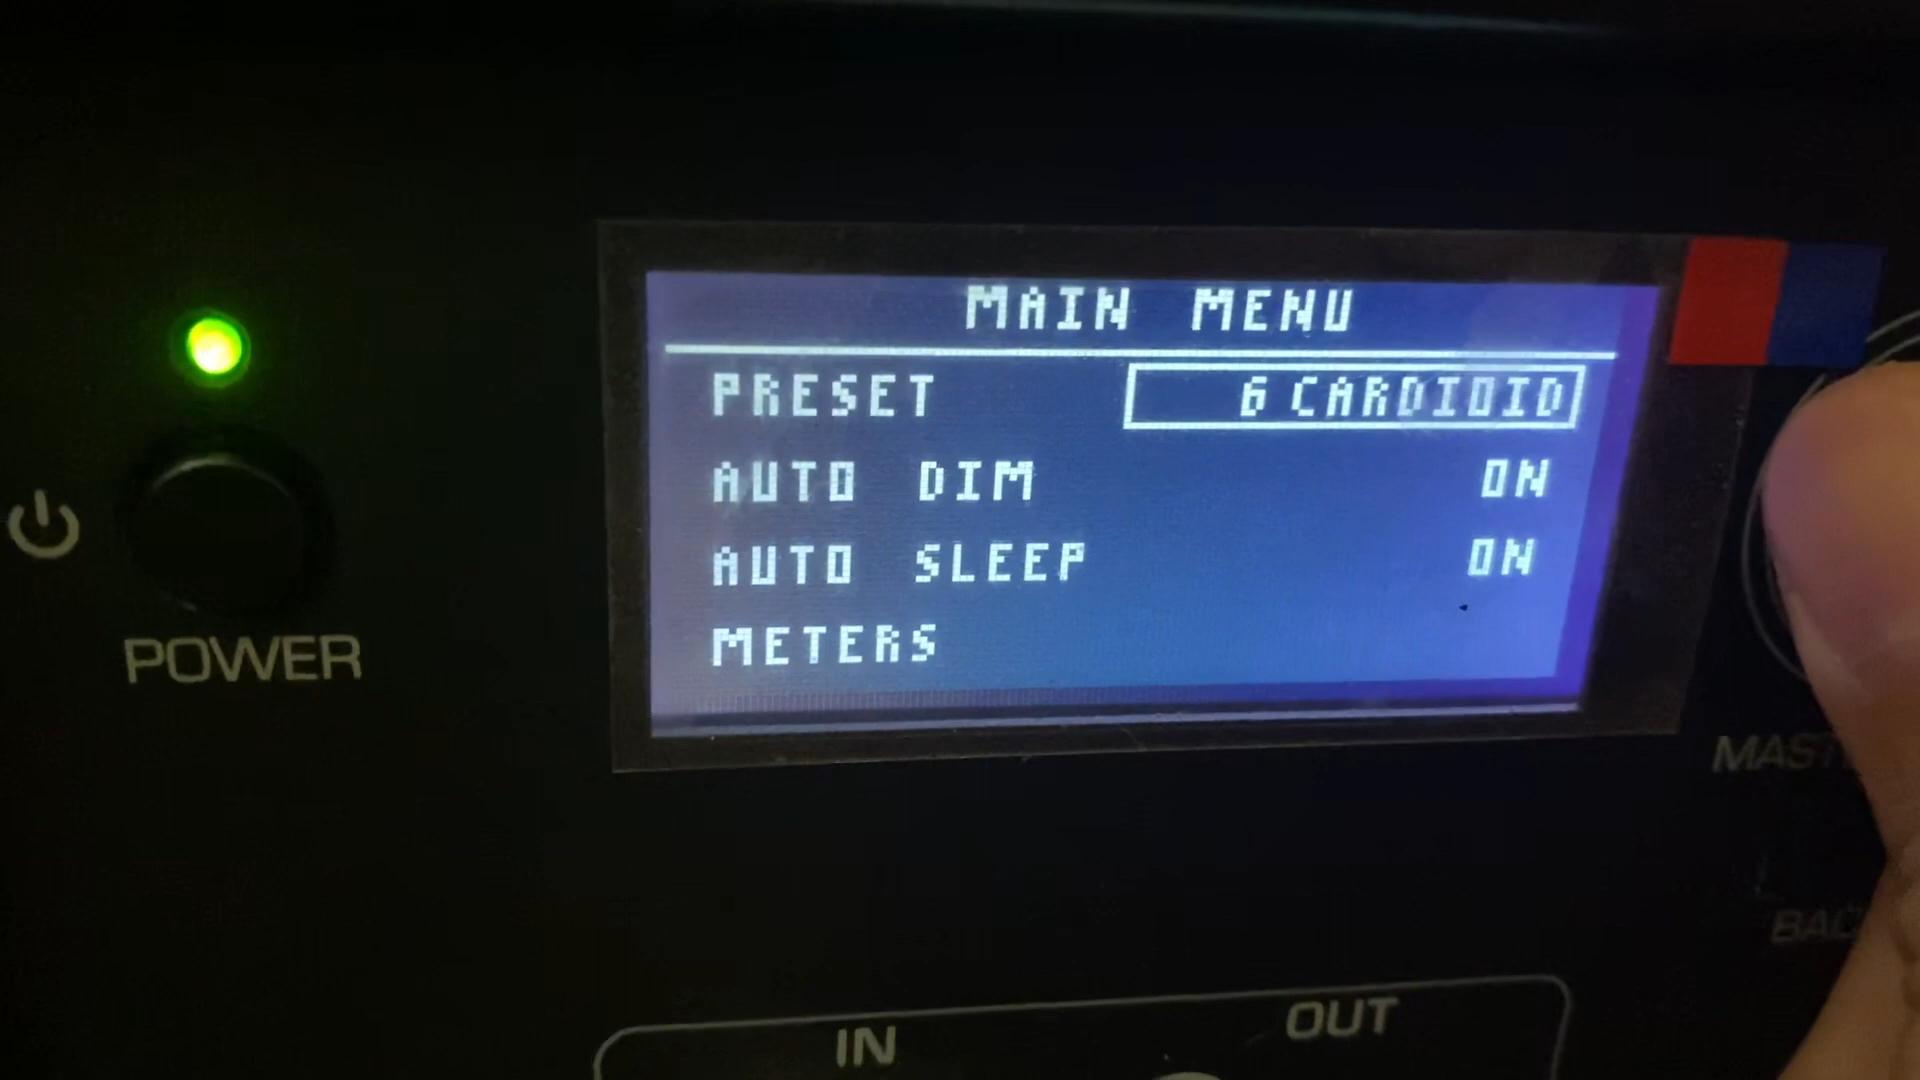 MAIN MENU
PRESET 6 CARDIOID
AUTO DIM ON
AUTO SLEEP ON
METERS
POWER
IN
OUT